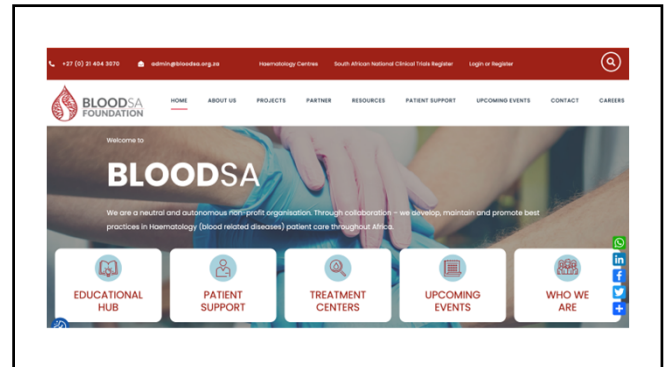 +27 (0) 21 404 3070 admin@bloodsa.org.za Haematology Centres South African National Clinical Trials Register Login or Register
BLOODSA
FOUNDATION
HOME ABOUT US PROJECTS PARTNER RESOURCES PATIENT SUPPORT UPCOMING EVENTS CONTACT CAREERS
Welcome to
BLOODSA
We are a neutral and autonomous non-profit organisation. Through collaboration – we develop, maintain and promote best
practices in Haematology (blood related diseases) patient care throughout Africa.
EDUCATIONAL
HUB
PATIENT
SUPPORT
TREATMENT
CENTERS
UPCOMING
EVENTS
WHO WE
ARE